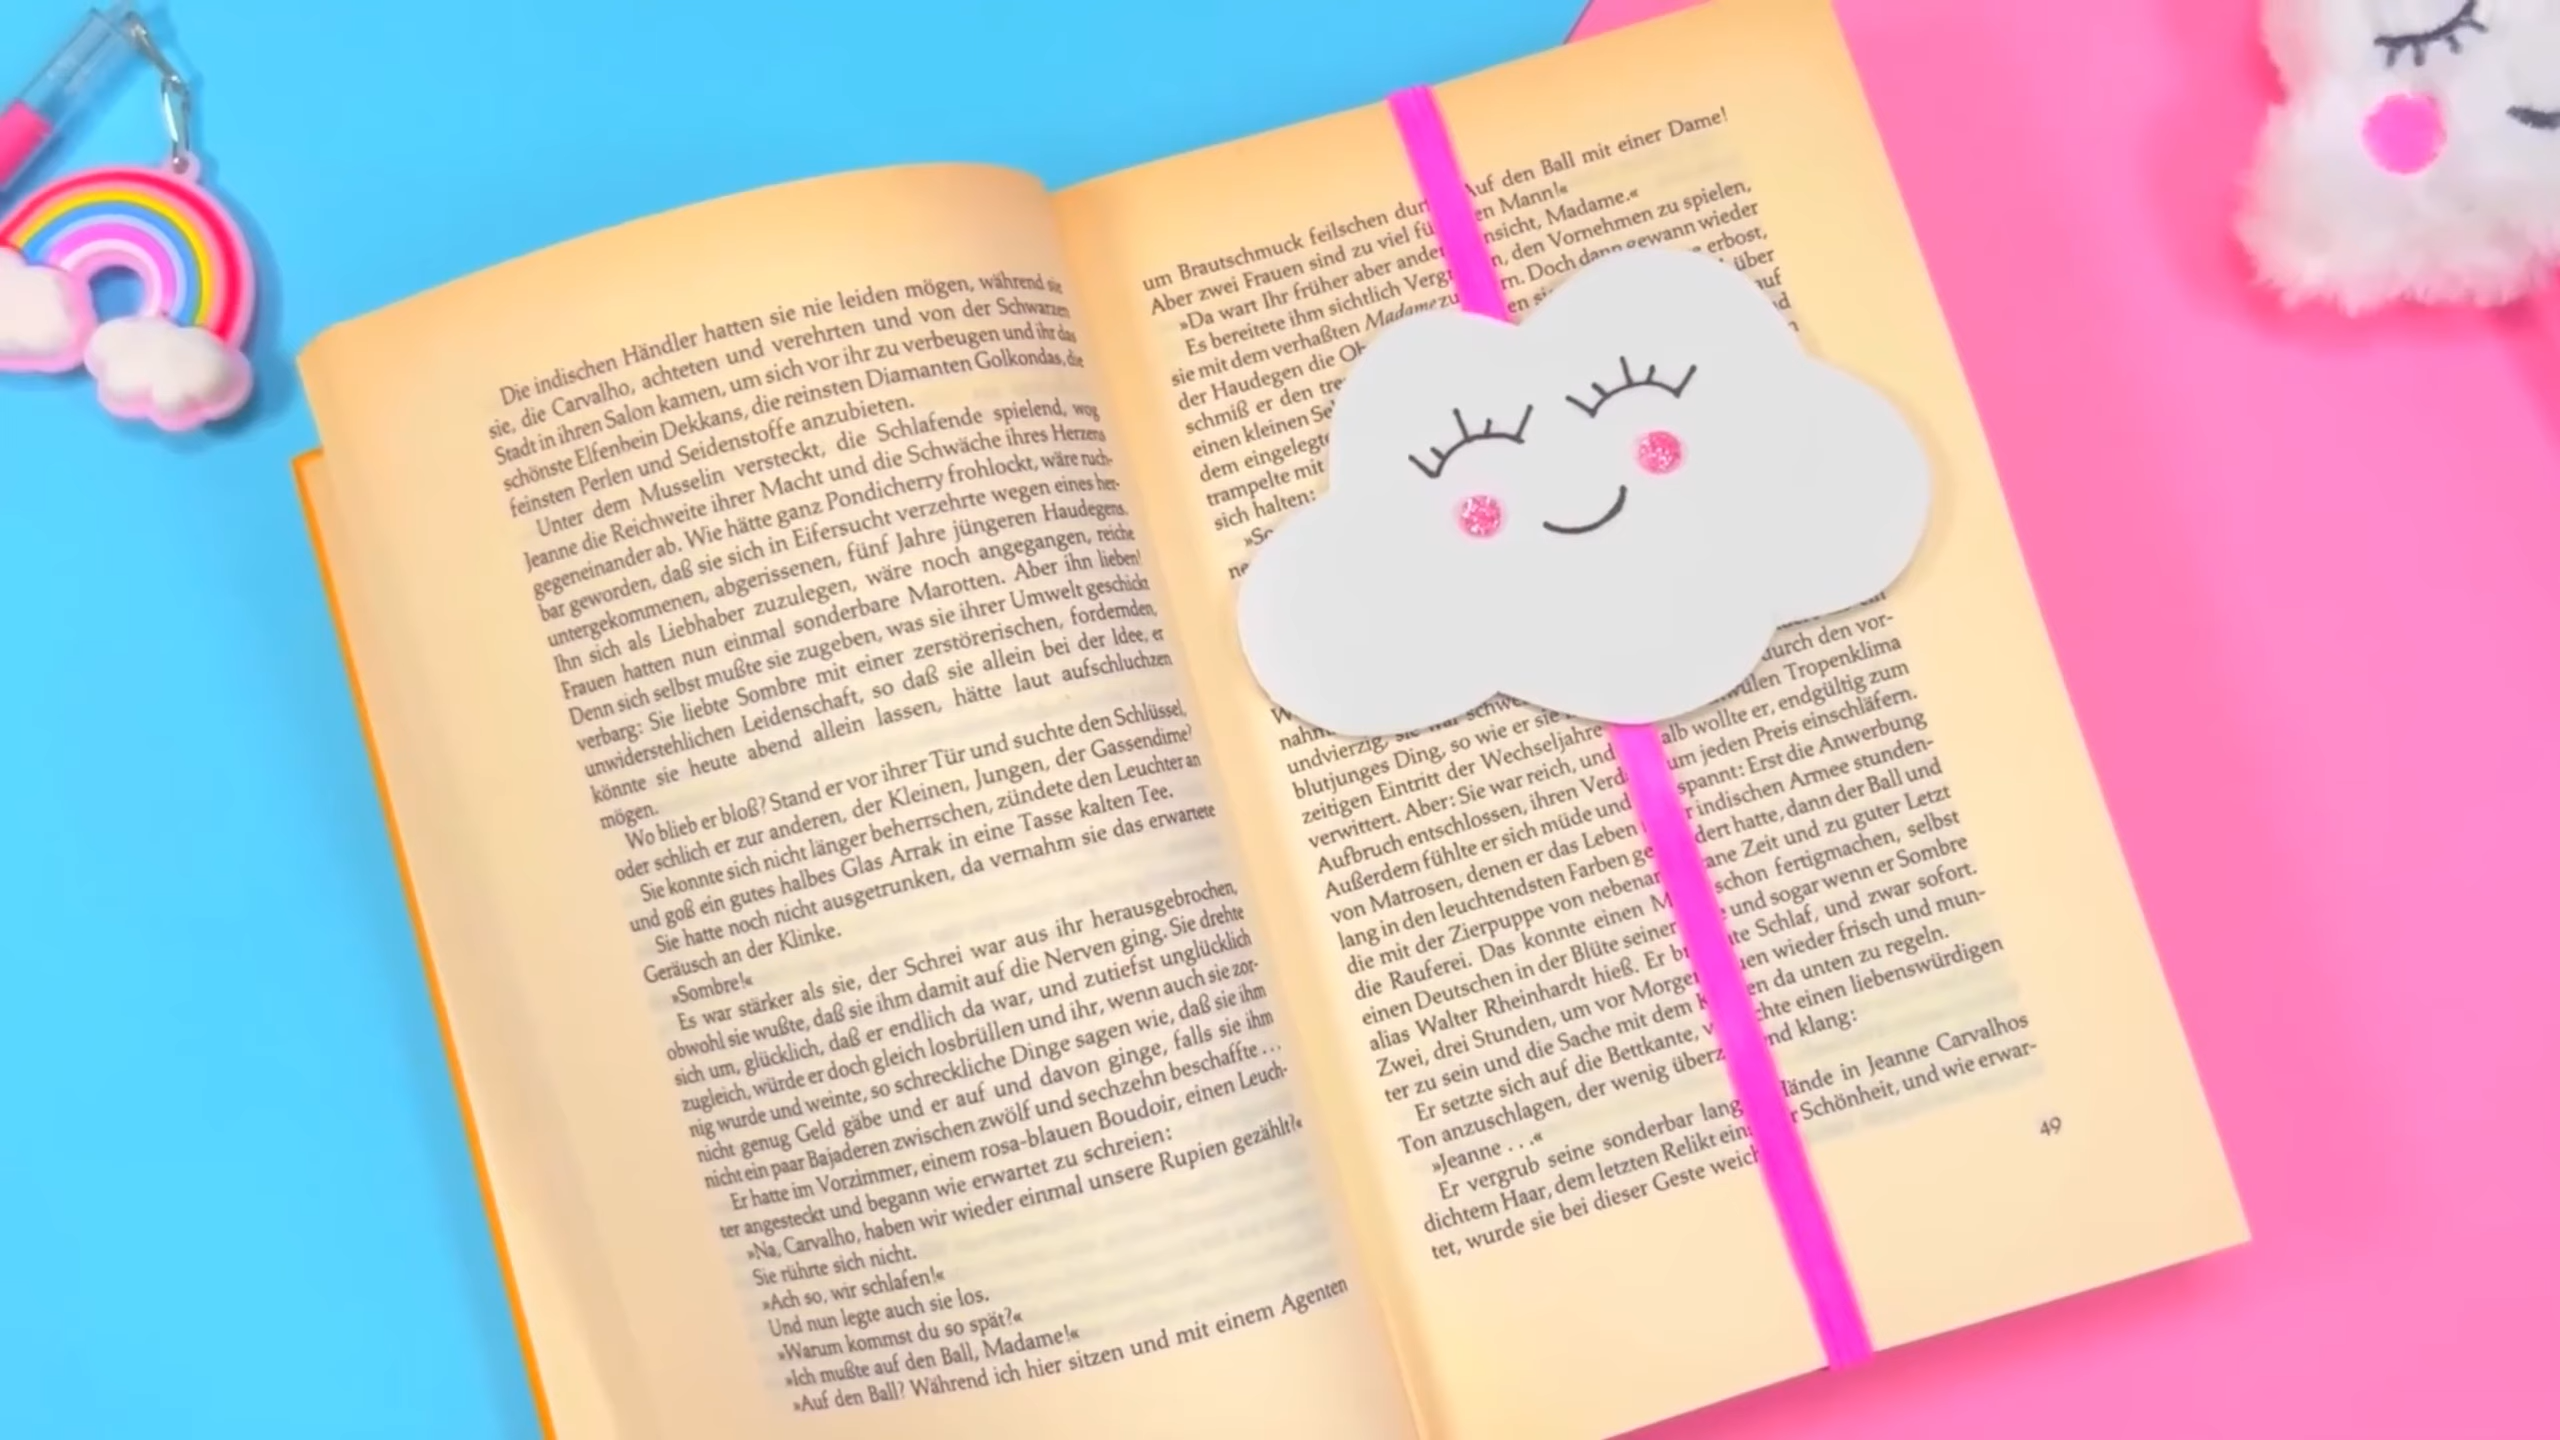 Die indischen Händler hatten sie nie leiden mögen, während sie
sie, die Carvalho, achteten und verehrten und von der Schwarzen
Stadt in ihren Salon kamen, um sich vor ihr zu verbeugen und ihr das
schönste Elfenbein Dekkans, die reinsten Diamanten Golkondas, die
feinsten Perlen und Seidenstoffe anzubieten.
Unter dem Musselin versteckt, die Schlafende spielend, wog
Jeanne die Reichweite ihrer Macht und die Schwäche ihres Herzens
gegeneinander ab. Wie hätte ganz Pondicherry frohlockt, wäre ruch-
bar geworden, daß sie sich in Eifersucht verzehrte wegen eines her-
untergekommenen, abgerissenen, fünf Jahre jüngeren Haudegens.
Ihn sich als Liebhaber zuzulegen, wäre noch angegangen, reiche
Frauen hatten nun einmal sonderbare Marotten. Aber ihn lieben!
Denn sich selbst mußte sie zugeben, was sie ihrer Umwelt geschickt
verbarg: Sie liebte Sombre mit einer zerstörerischen, fordernden,
unwiderstehlichen Leidenschaft, so daß sie allein bei der Idee, er
könnte sie heute abend allein lassen, hätte laut aufschluchzen
mögen.
Wo blieb er bloß? Stand er vor ihrer Tür und suchte den Schlüssel,
oder schlich er zur anderen, der Kleinen, Jungen, der Gassendirne?
Sie konnte sich nicht länger beherrschen, zündete den Leuchter an
und goß ein gutes halbes Glas Arrak in eine Tasse kalten Tee.
Sie hatte noch nicht ausgetrunken, da vernahm sie das erwartete
Geräusch an der Klinke.
»Sombre!«
Es war stärker als sie, der Schrei war aus ihr herausgebrochen,
obwohl sie wußte, daß sie ihm damit auf die Nerven ging. Sie drehte
sich um, glücklich, daß er endlich da war, und zutiefst unglücklich
zugleich, würde er doch gleich losbrüllen und ihr, wenn auch sie zor-
nig wurde und weinte, so schreckliche Dinge sagen wie, daß sie ihm
nicht genug Geld gäbe und er auf und davon ginge, falls sie ihm
nicht ein paar Bajaderen zwischen zwölf und sechzehn beschaffte ...
Er hatte im Vorzimmer, einem rosa-blauen Boudoir, einen Leuch-
ter angesteckt und begann wie erwartet zu schreien:
»Na, Carvalho, haben wir wieder einmal unsere Rupien gezählt?«
Sie rührte sich nicht.
»Ach so, wir schlafen!«
Und nun legte auch sie los.
»Warum kommst du so spät?«
»Ich mußte auf den Ball, Madame!«
»Auf den Ball? Während ich hier sitzen und mit einem Agenten
um Brautschmuck feilschen Auf den Ball mit einer Dame!
Aber zwei Frauen sind zu viel Mann!«
»Da wart Ihr früher aber Madame.«
Es bereitete ihm sichtlich den Vornehmen zu spielen,
sie mit dem verhaßten Madame zu Doch dann gewann wieder
der Haudegen die erbost,
schmiß er den über
einen kleinen auf
dem
trampelte mit
sich halten:
durch den vor-
Tropenklima
wollte er, endgültig zum
undvierzig, um jeden Preis einschläfern.
blutjunges Ding, so wie er sie Erst die Anwerbung
zeitigen Eintritt der Wechseljahre indischen Armee stunden-
verwittert. Aber: Sie war reich, und hatte, dann der Ball und
Aufbruch entschlossen, ihren Zeit und zu guter Letzt
Außerdem fühlte er sich müde und schon fertigmachen, selbst
von Matrosen, denen er das Leben und sogar wenn er Sombre
lang in den leuchtendsten Farben Schlaf, und zwar sofort.
die mit der Zierpuppe von wieder frisch und mun-
die Rauferei. Das konnte einen da unten zu regeln.
einen Deutschen in der Blüte seiner einen liebenswürdigen
alias Walter Rheinhardt hieß. Er klang:
Zwei, drei Stunden, um vor
ter zu sein und die Sache mit dem
Er setzte sich auf die Bettkante,
Ton anzuschlagen, der wenig
»Jeanne . . .«
Er vergrub seine sonderbar in Jeanne Carvalhos
dichtem Haar, dem letzten Relikt Schönheit, und wie erwar-
tet, wurde sie bei dieser Geste
49